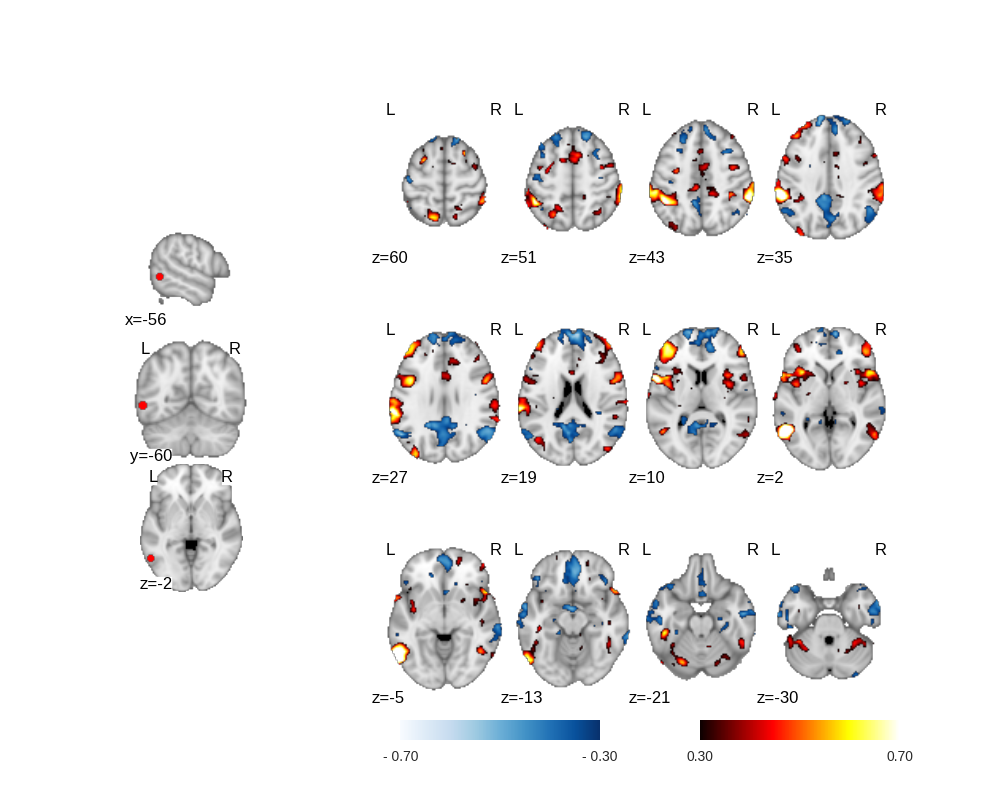 L R L R L R L R
z=60 z=51 z=43 z=35
x=-56
L R
y=-60
L R
z=-2
L R L R L R L R
z=27 z=19 z=10 z=2
L R L R L R L R
z=-5 z=-13 z=-21 z=-30
- 0.70 - 0.30 0.30 0.70